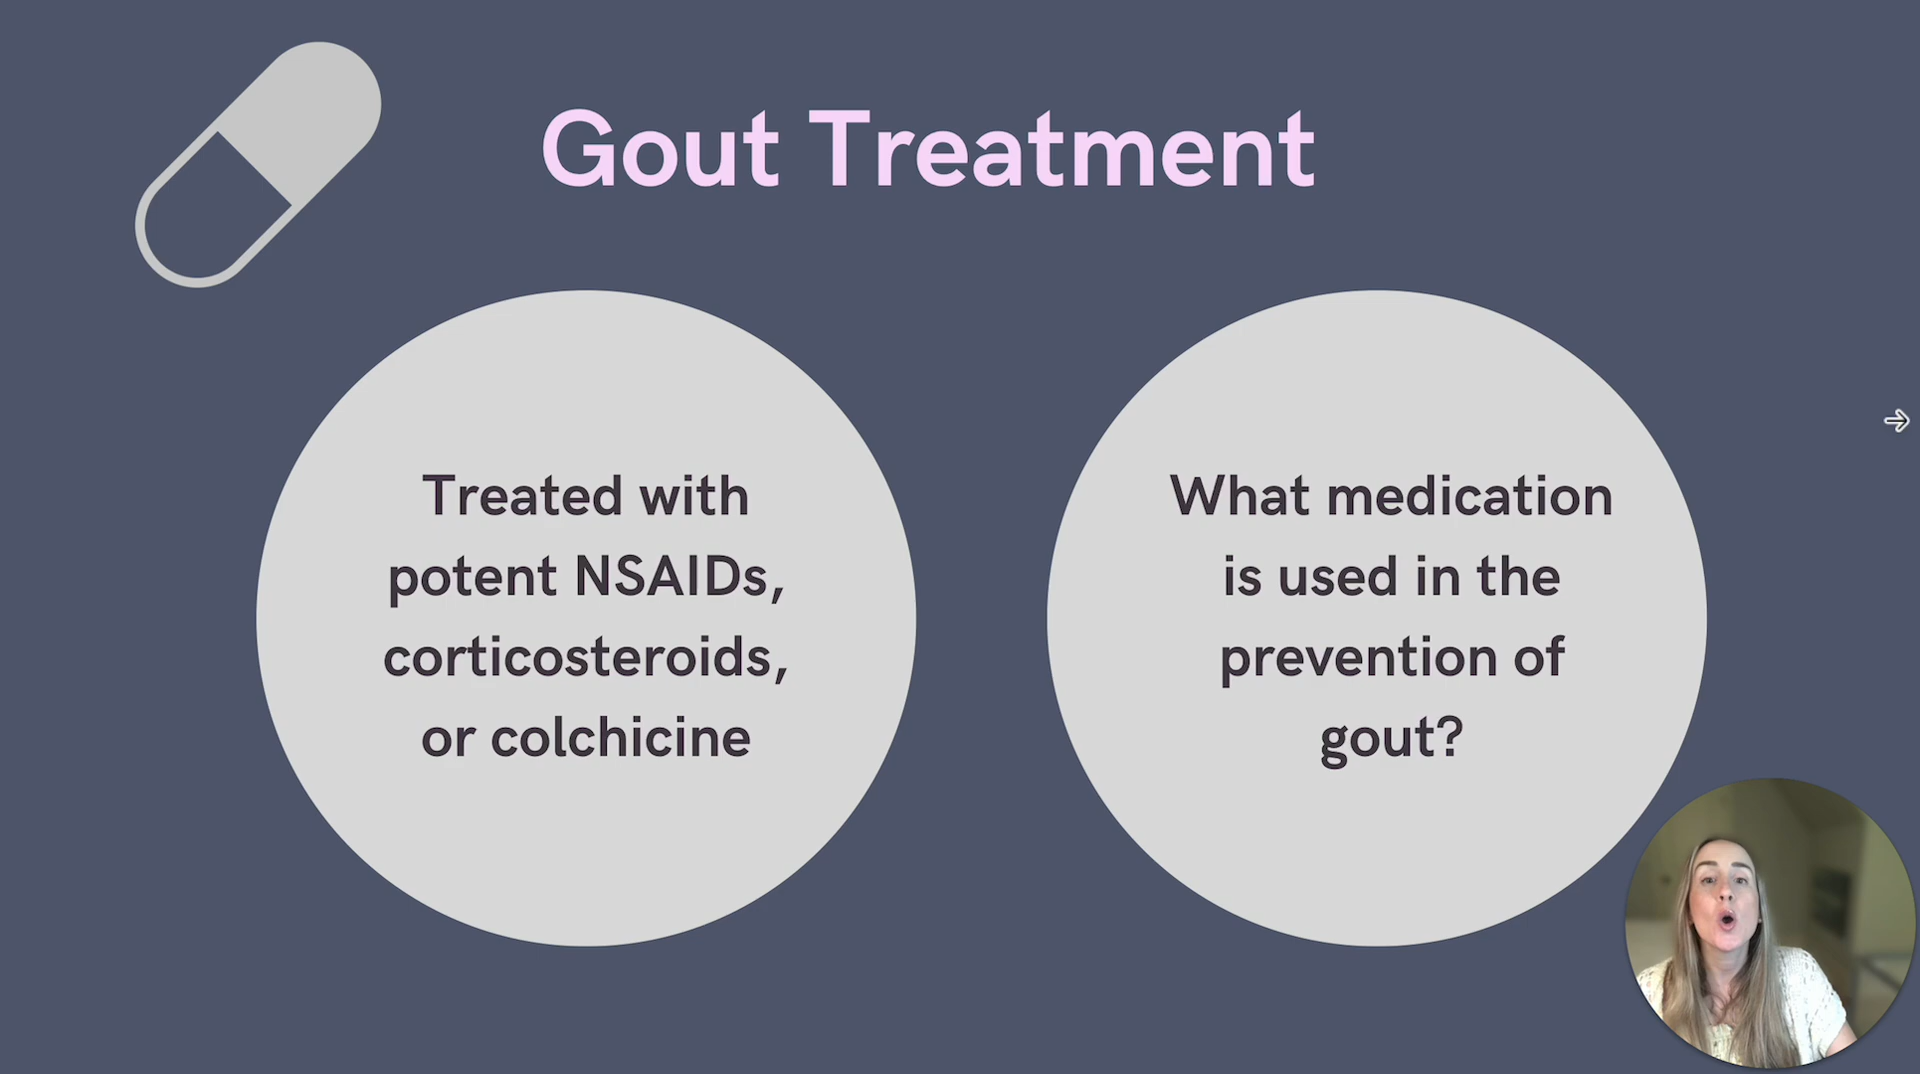 Gout Treatment
Treated with
potent NSAIDs,
corticosteroids,
or colchicine
What medication
is used in the
prevention of
gout?